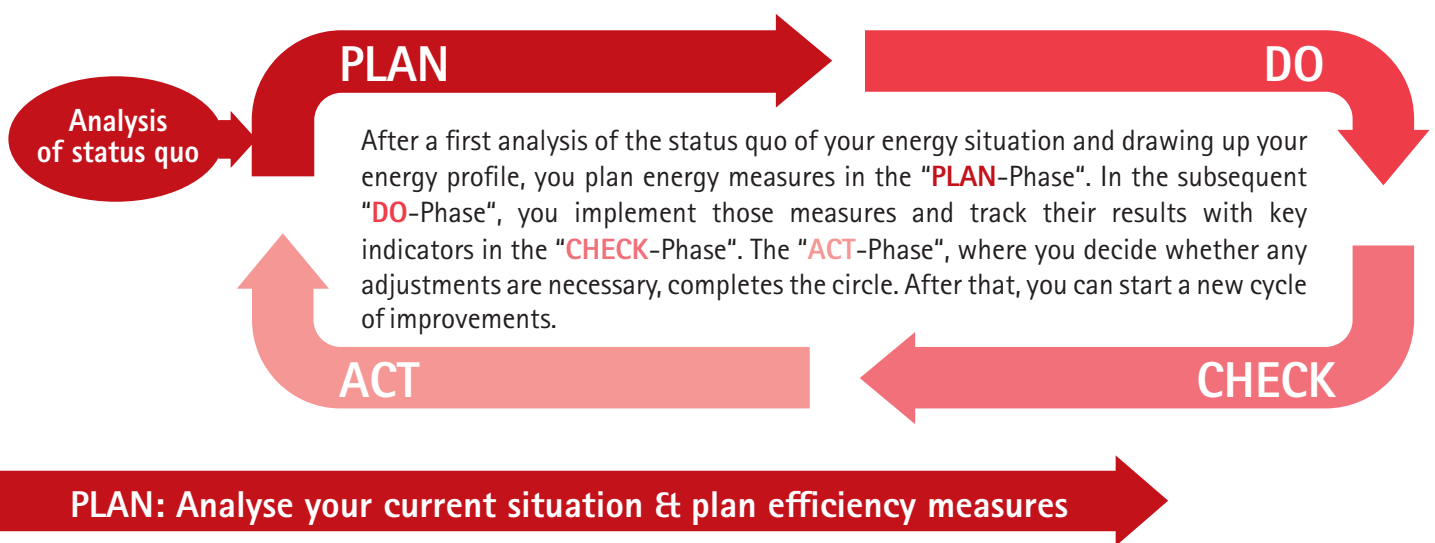 PLAN
DO
Analysis
of status quo
After a first analysis of the status quo of your energy situation and drawing up your
energy profile, you plan energy measures in the "PLAN-Phase". In the subsequent
"DO-Phase", you implement those measures and track their results with key
indicators in the "CHECK-Phase". The "ACT-Phase", where you decide whether any
adjustments are necessary, completes the circle. After that, you can start a new cycle
of improvements.
ACT
CHECK
PLAN: Analyse your current situation & plan efficiency measures